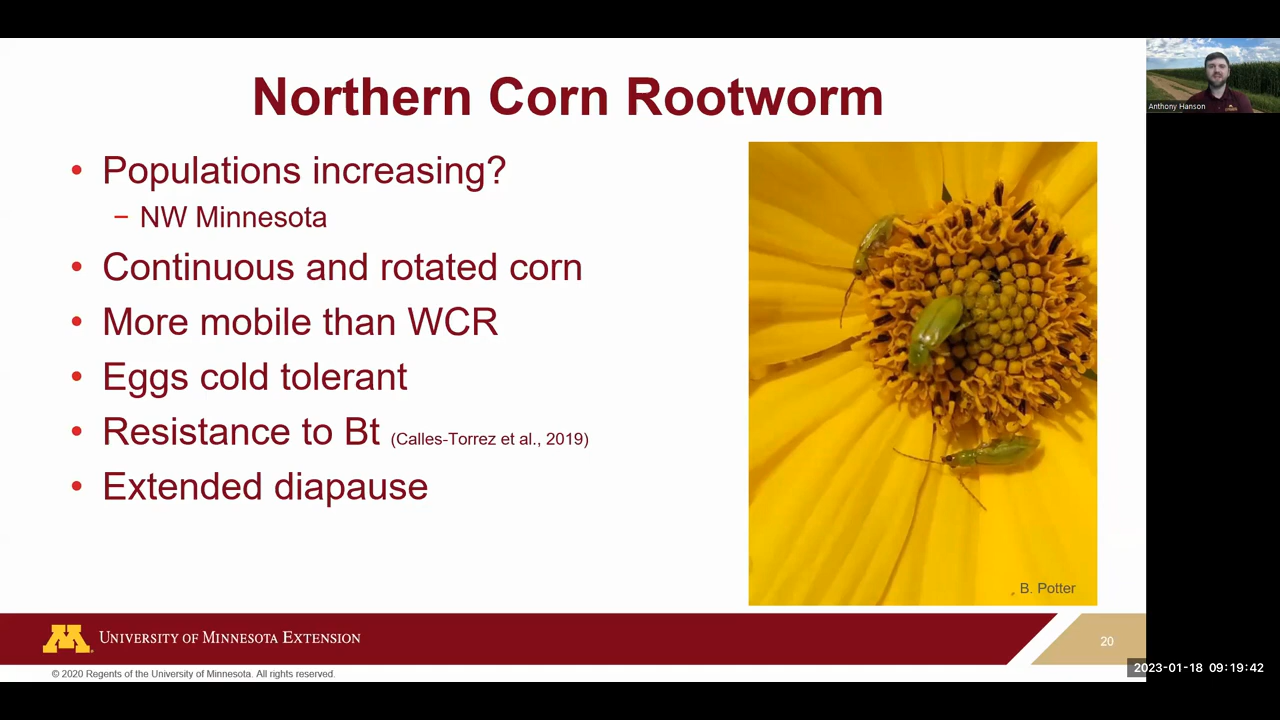 Northern Corn Rootworm
• Populations increasing?
– NW Minnesota
• Continuous and rotated corn
• More mobile than WCR
• Eggs cold tolerant
• Resistance to Bt (Calles-Torrez et al., 2019)
• Extended diapause
B. Potter
Anthony Hanson
M
UNIVERSITY OF MINNESOTA EXTENSION
20
© 2020 Regents of the University of Minnesota. All rights reserved.
2023-01-18 09:19:42